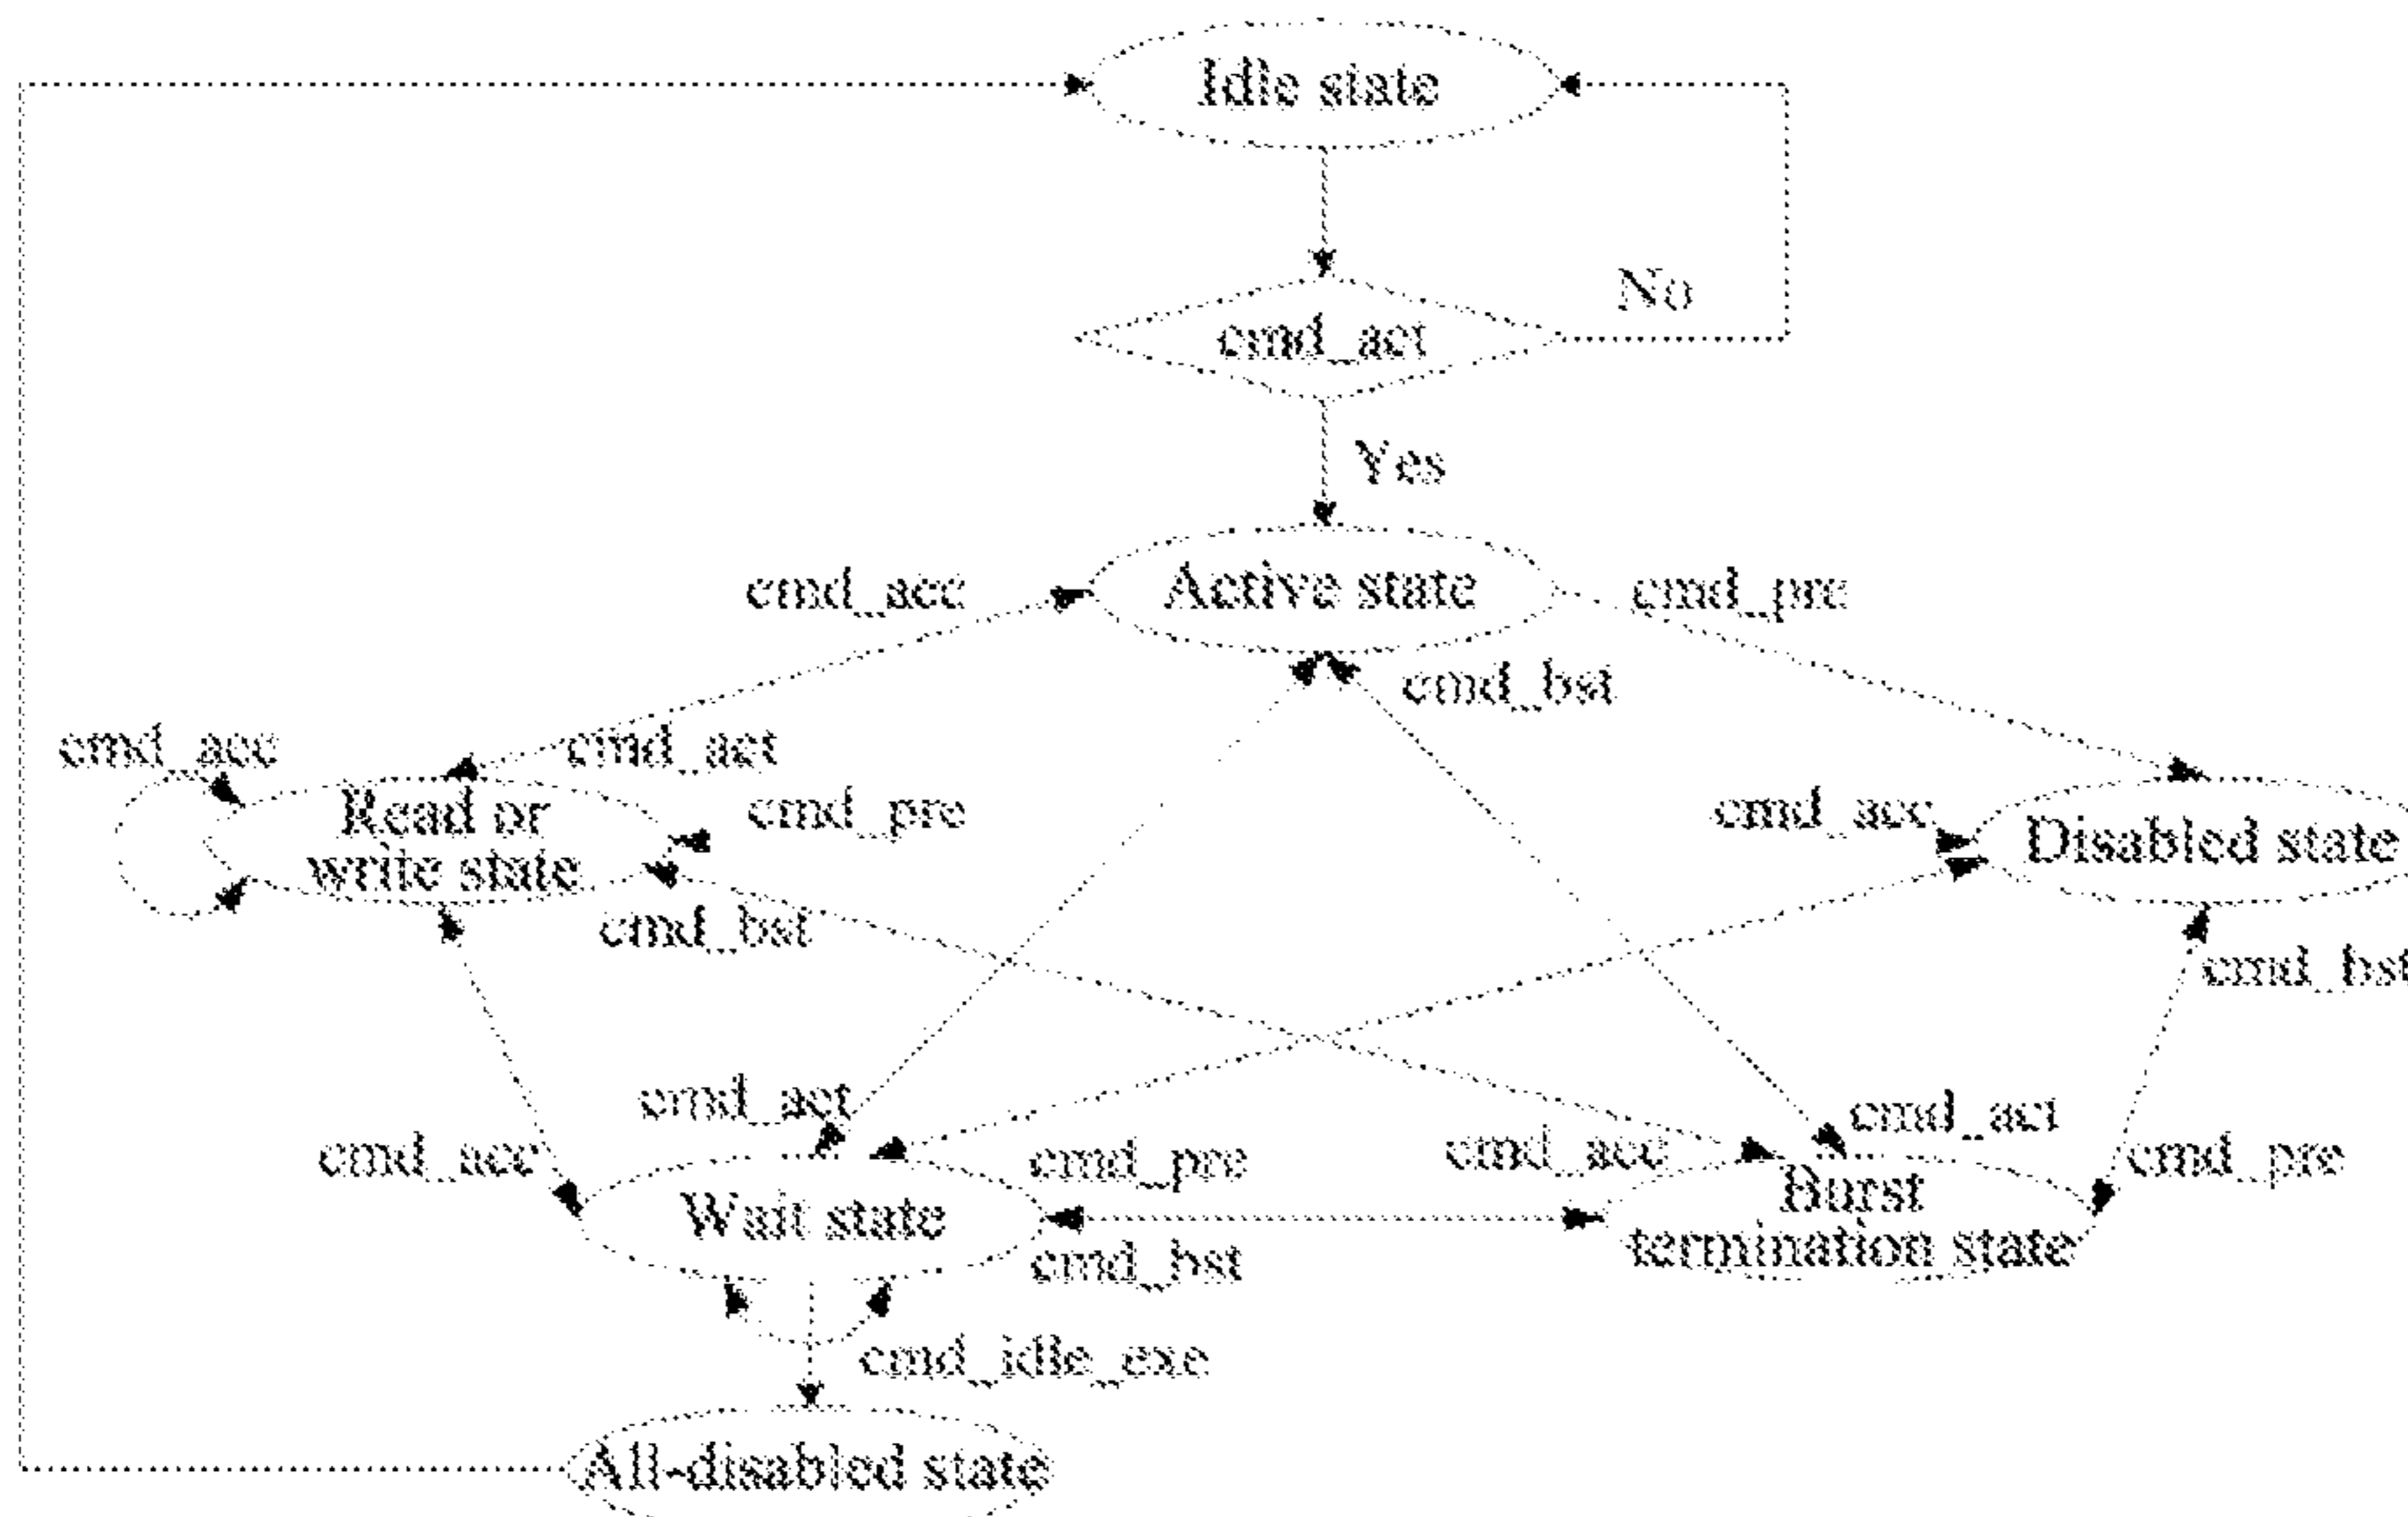 Idle state
No
cmd_act
Yes
cmd_acc
Active state
cmd_pre
cmd_bst
cmd_acc
cmd_act
Read or
write state
cmd_pre
cmd_acc
Disabled state
cmd_bst
cmd_bst
cmd_act
cmd_act
cmd_acc
cmd_pre
cmd_acc
cmd_pre
Wait state
Burst
termination state
cmd_bst
cmd_idle_exe
All-disabled state